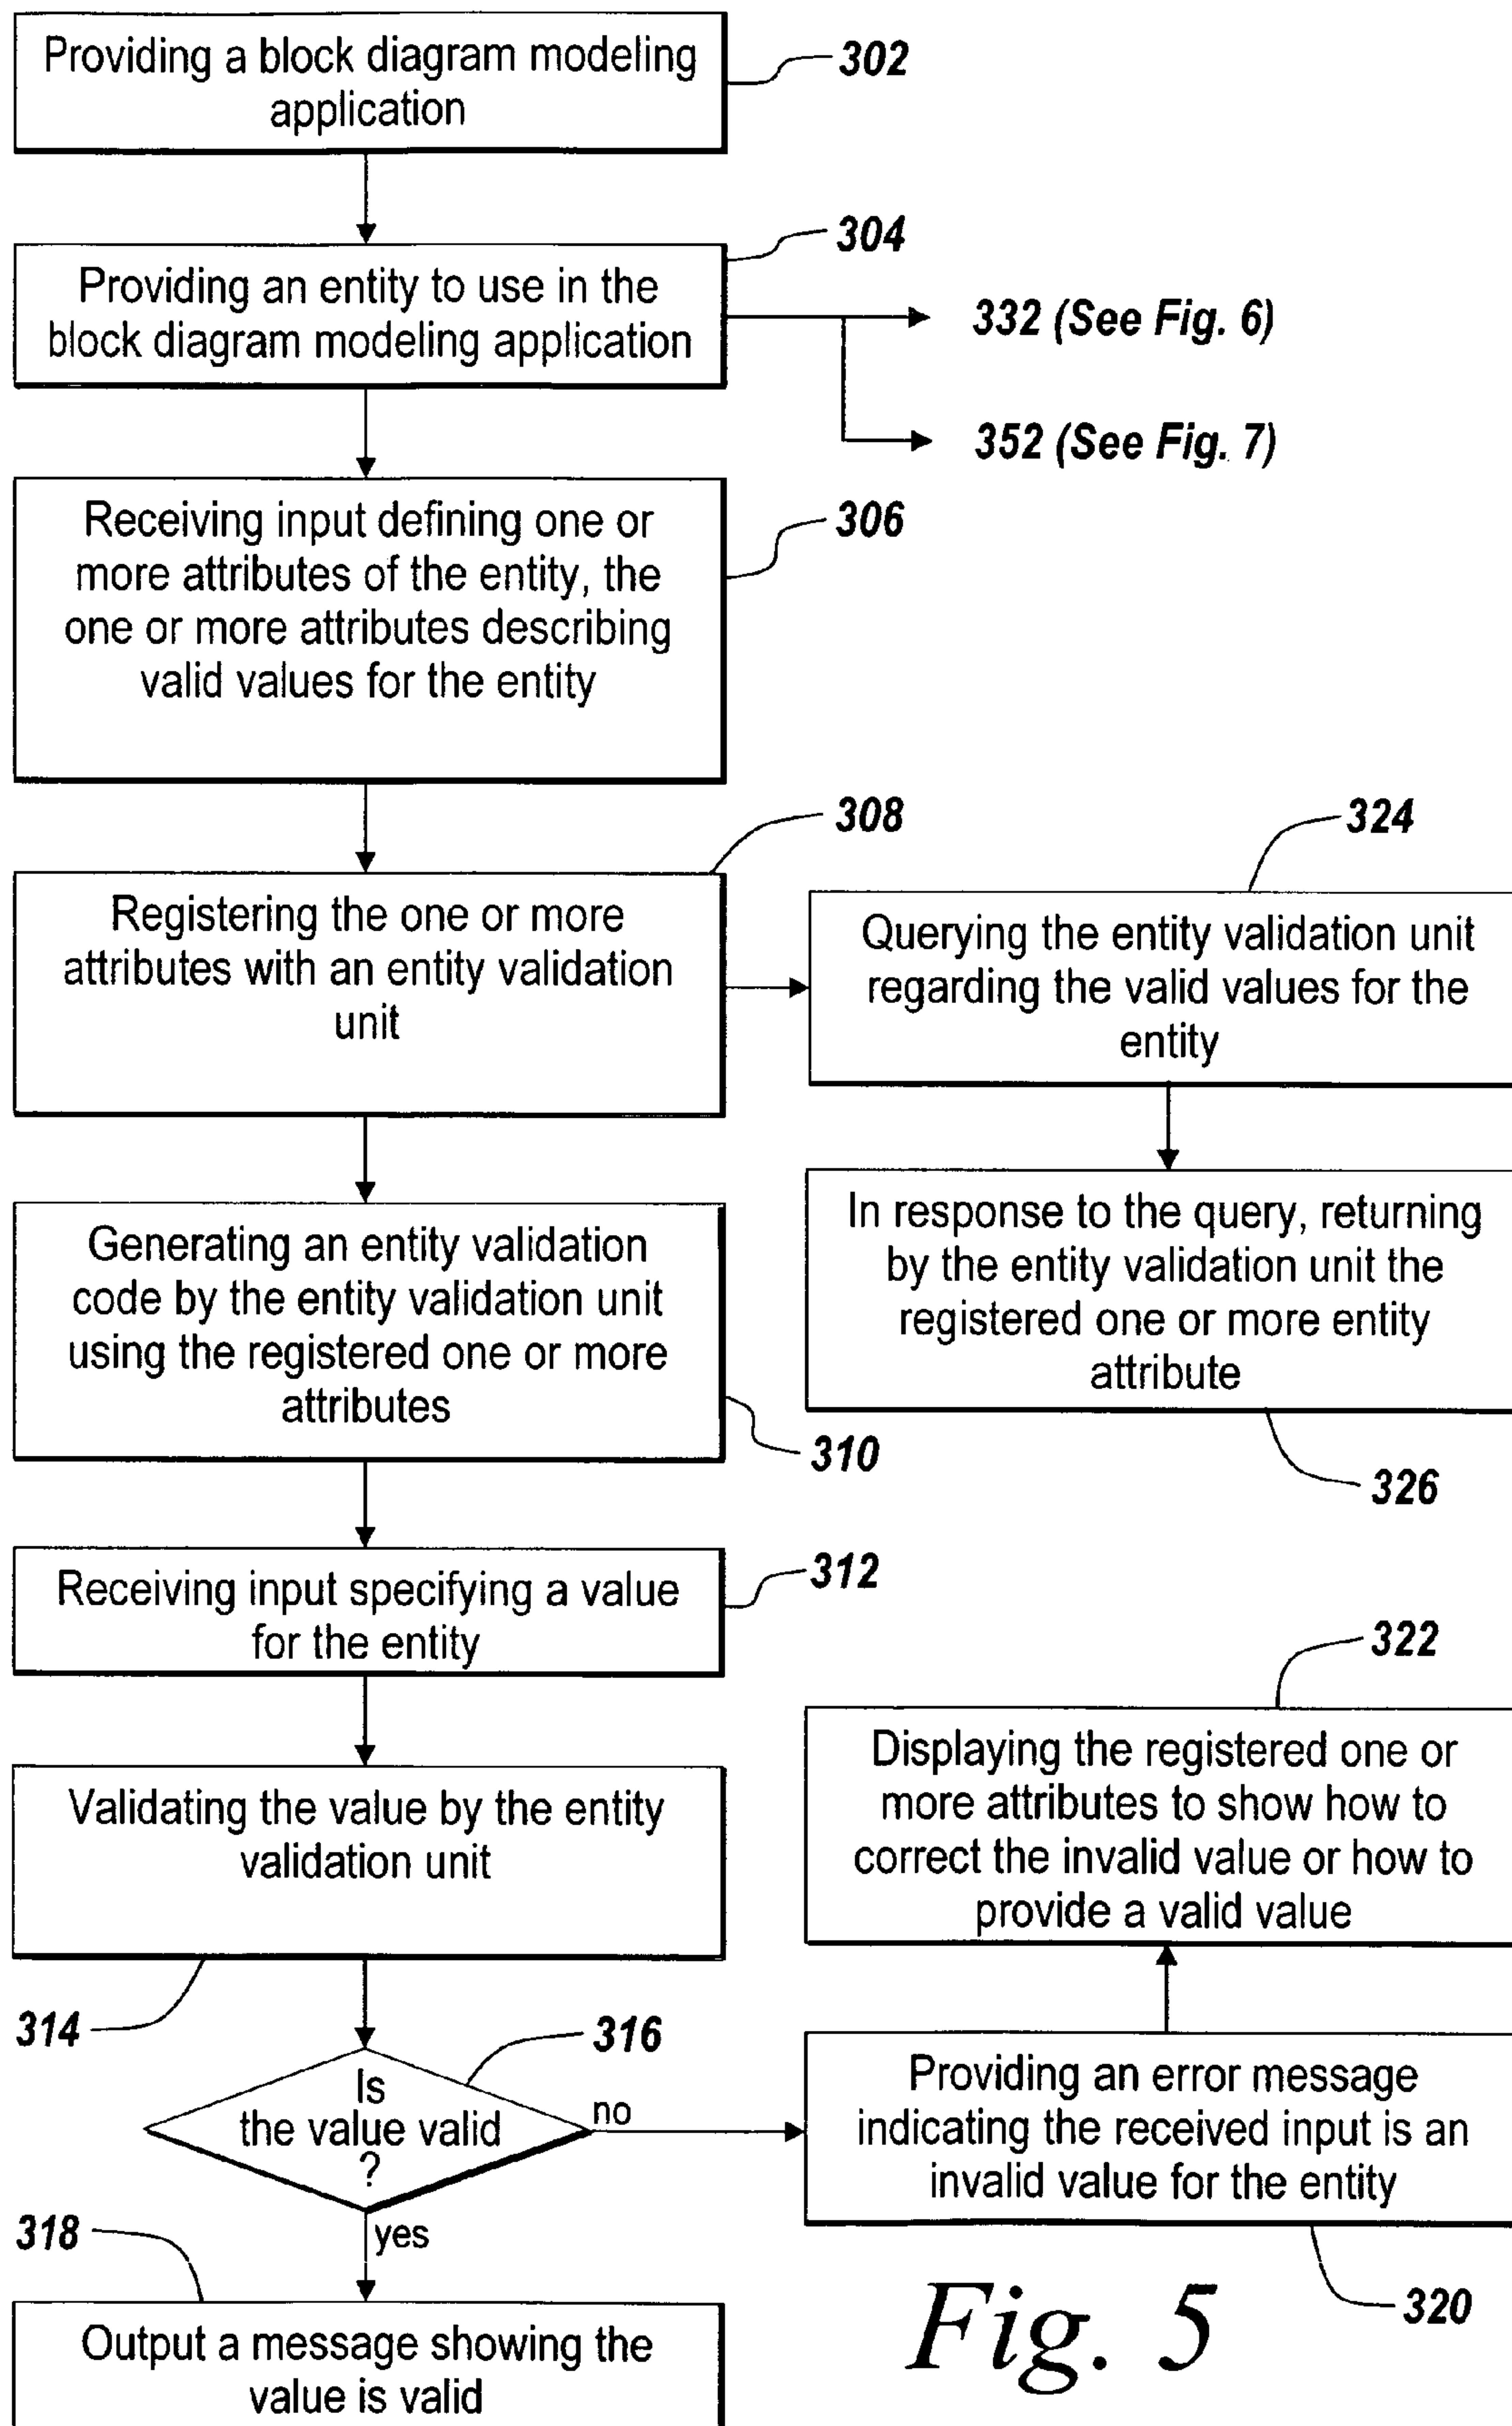 Providing a block diagram modeling
application
302
Providing an entity to use in the
block diagram modeling application
304
332 (See Fig. 6)
352 (See Fig. 7)
Receiving input defining one or
more attributes of the entity, the
one or more attributes describing
valid values for the entity
306
Registering the one or more
attributes with an entity validation
unit
308
Querying the entity validation unit
regarding the valid values for the
entity
324
In response to the query, returning
by the entity validation unit the
registered one or more entity
attribute
326
Generating an entity validation
code by the entity validation unit
using the registered one or more
attributes
310
Receiving input specifying a value
for the entity
312
Validating the value by the entity
validation unit
314
Is
the value valid
?
316
no
yes
Displaying the registered one or
more attributes to show how to
correct the invalid value or how to
provide a valid value
322
Providing an error message
indicating the received input is an
invalid value for the entity
320
318
Output a message showing the
value is valid
Fig. 5